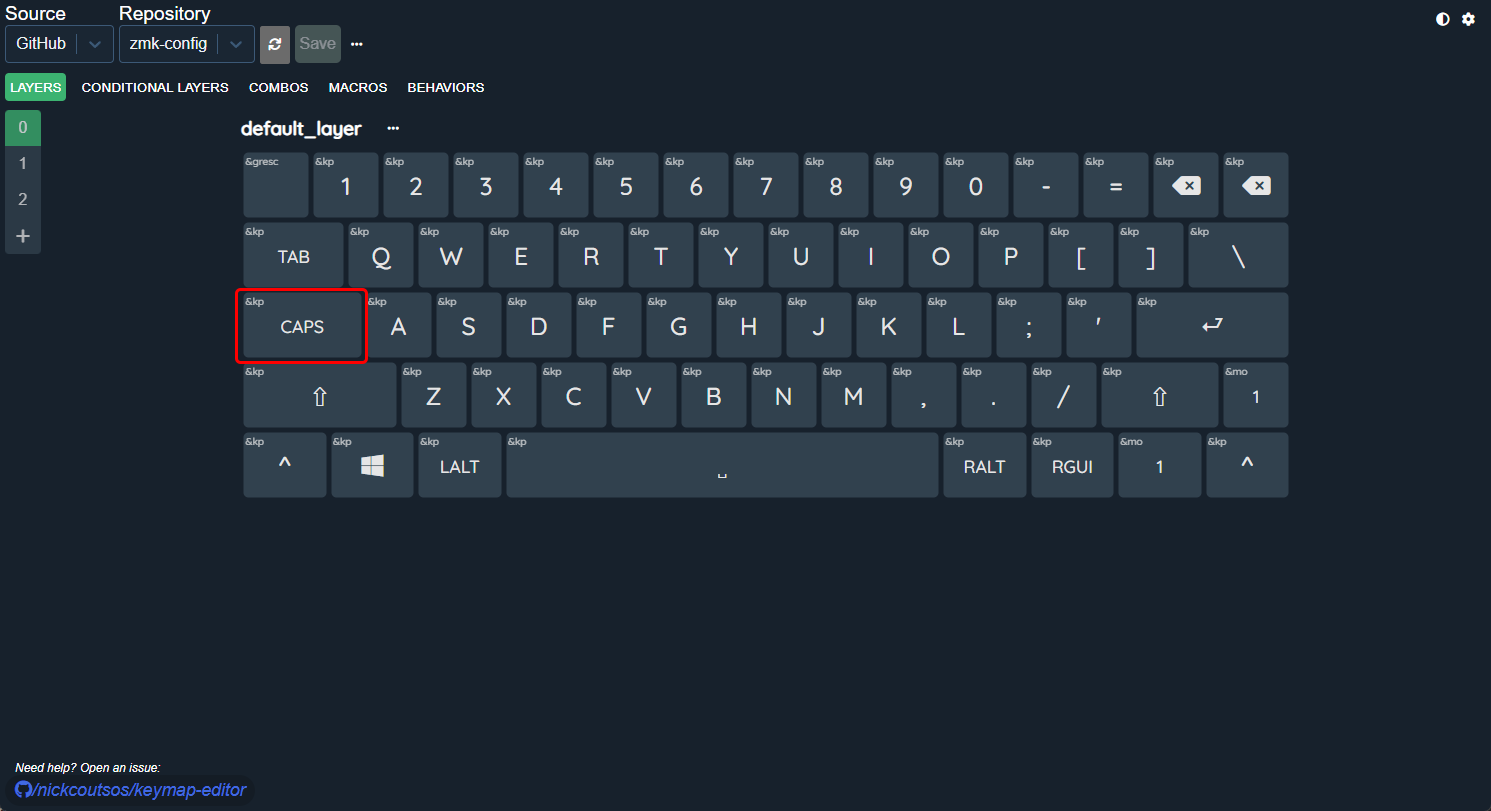 Source Repository
GitHub zmk-config Save
LAYERS CONDITIONAL LAYERS COMBOS MACROS BEHAVIORS
0
1
2
+
default_layer
&gresc &kp &kp &kp &kp &kp &kp &kp &kp &kp &kp &kp &kp &kp &kp
1 2 3 4 5 6 7 8 9 0 - =
&kp &kp &kp &kp &kp &kp &kp &kp &kp &kp &kp &kp &kp &kp
TAB Q W E R T Y U I O P [ ] \
&kp &kp &kp &kp &kp &kp &kp &kp &kp &kp &kp &kp &kp
CAPS A S D F G H J K L ; '
&kp &kp &kp &kp &kp &kp &kp &kp &kp &kp &kp &kp &mo
⇧ Z X C V B N M , . / ⇧ 1
&kp &kp &kp &kp &kp &kp &mo &kp
^ LALT ␣ RALT RGUI 1 ^
Need help? Open an issue:
/nickcoutsos/keymap-editor